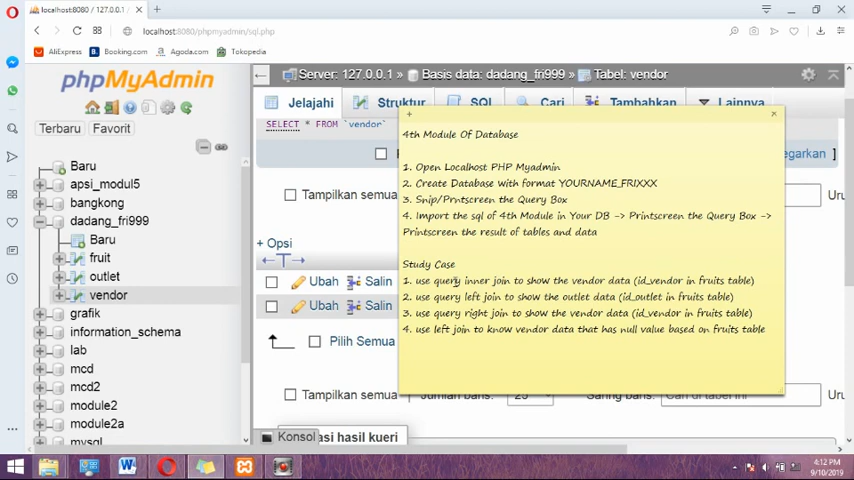 localhost:8080 / 127.0.0.1
localhost:8080/phpmyadmin/sql.php
AliExpress
Booking.com
Agoda.com
Tokopedia
phpMyAdmin
Terbaru
Favorit
Baru
apsi_modul5
bangkong
dadang_fri999
Baru
fruit
outlet
vendor
grafik
information_schema
lab
mcd
mcd2
module2
module2a
mysql
Server: 127.0.0.1 » Basis data: dadang_fri999 » Tabel: vendor
Jelajahi
Struktur
SQL
Cari
Tambahkan
Lainnya
SELECT * FROM `vendor`
egarkan ]
Tampilkan semua
Uru
+ Opsi
Ubah
Salin
Ubah
Salin
Pilih Semua
Tampilkan semua
Jumlah baris:
25
Saring baris:
Cari di tabel ini
Uru
Konsol
asi hasil kueri
4th Module Of Database
1. Open Localhost PHP Myadmin
2. Create Database with format YOURNAME_FRIXXX
3. Snip/Prntscreen the Query Box
4. Import the sql of 4th Module in Your DB -> Printscreen the Query Box ->
Printscreen the result of tables and data
Study Case
1. use query inner join to show the vendor data (id_vendor in fruits table)
2. use query left join to show the outlet data (id_outlet in fruits table)
3. use query right join to show the vendor data (id_vendor in fruits table)
4. use left join to know vendor data that has null value based on fruits table
4:12 PM
9/10/2019